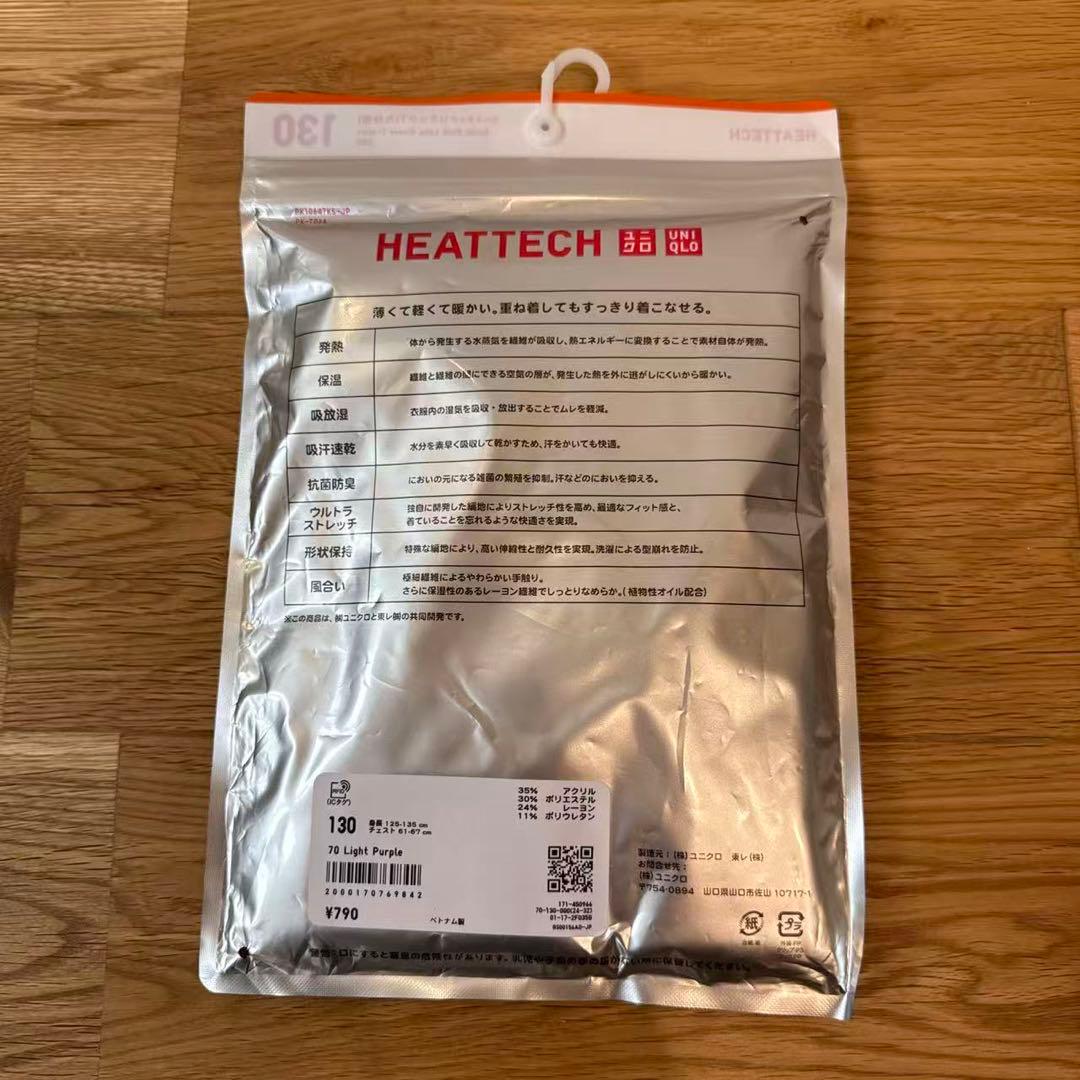 130
HEATTECH
PK10687KS-JP
HEATTECH ユニクロ UNIQLO
薄くて軽くて暖かい。重ね着してもすっきり着こなせる。
発熱 体から発生する水蒸気を繊維が吸収し、熱エネルギーに変換することで素材自体が発熱。
保温 繊維と繊維の間にできる空気の層が、発生した熱を外に逃がしにくいから暖かい。
吸放湿 衣服内の湿気を吸収・放出することでムレを軽減。
吸汗速乾 水分を素早く吸収して乾かすため、汗をかいても快適。
抗菌防臭 においの元になる雑菌の繁殖を抑制。汗などのにおいを抑える。
ウルトラ
ストレッチ
独自に開発した編地によりストレッチ性を高め、最適なフィット感と、
着ていることを忘れるような快適さを実現。
形状保持 特殊な編地により、高い伸縮性と耐久性を実現。洗濯による型崩れを防止。
風合い
極細繊維によるやわらかい手触り。
さらに保湿性のあるレーヨン繊維でしっとりなめらか。(植物性オイル配合)
※この商品は、㈱ユニクロと東レ㈱の共同開発です。
RFID
(ICタグ)
130 身長 125-135 cm
チェスト 61-67 cm
70 Light Purple
2000170769842
¥790
ベトナム製
35% アクリル
30% ポリエステル
24% レーヨン
11% ポリウレタン
171-450966
70-130-000(24-32)
01-17-2F0350
BS00156A0-JP
製造元:(株)ユニクロ 東レ(株)
お問合せ先:
(株)ユニクロ
〒754-0894 山口県山口市佐山 10717-1
紙
プラ